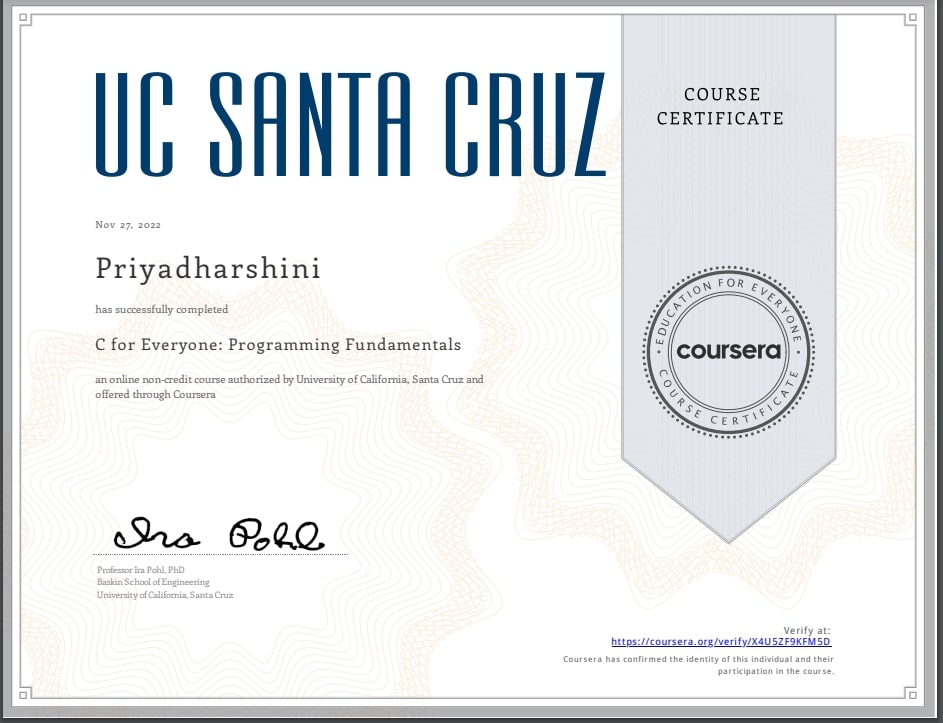 UC SANTA CRUZ
COURSE
CERTIFICATE
Nov 27, 2022
Priyadharshini
has successfully completed
C for Everyone: Programming Fundamentals
an online non-credit course authorized by University of California, Santa Cruz and
offered through Coursera
EDUCATION FOR EVERYONE
coursera
COURSE CERTIFICATE
Ira Pohl
Professor Ira Pohl, PhD
Baskin School of Engineering
University of California, Santa Cruz
Verify at:
https://coursera.org/verify/X4U5ZF9KFM5D
Coursera has confirmed the identity of this individual and their
participation in the course.